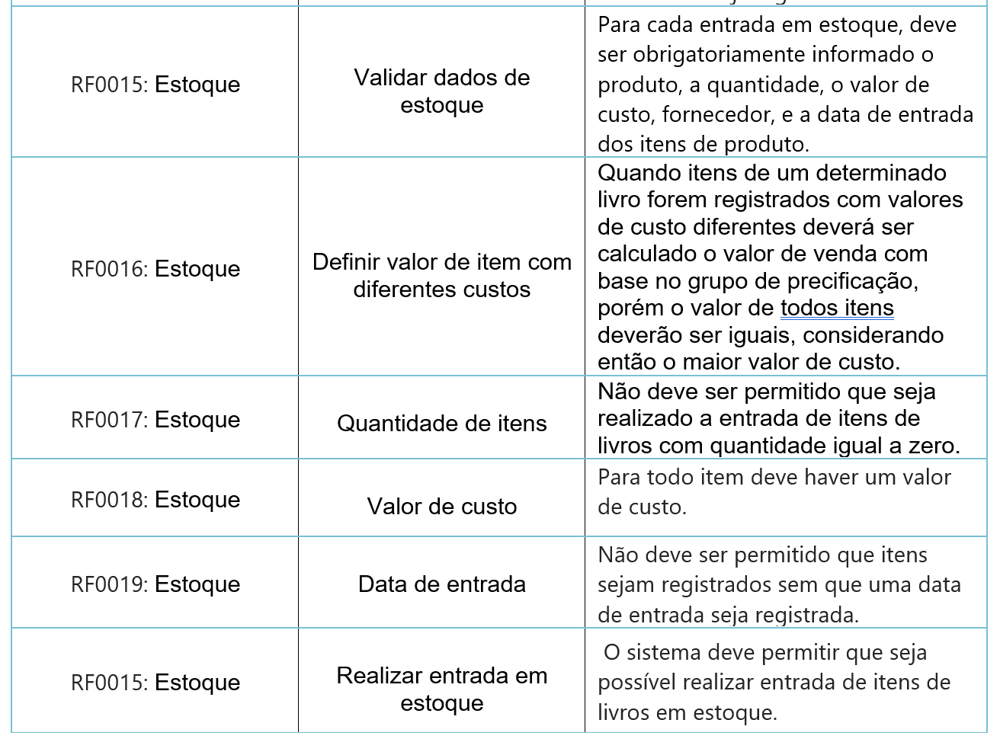 RF0015: Estoque
Validar dados de
estoque
Para cada entrada em estoque, deve
ser obrigatoriamente informado o
produto, a quantidade, o valor de
custo, fornecedor, e a data de entrada
dos itens de produto.
RF0016: Estoque
Definir valor de item com
diferentes custos
Quando itens de um determinado
livro forem registrados com valores
de custo diferentes deverá ser
calculado o valor de venda com
base no grupo de precificação,
porém o valor de todos itens
deverão ser iguais, considerando
então o maior valor de custo.
RF0017: Estoque
Quantidade de itens
Não deve ser permitido que seja
realizado a entrada de itens de
livros com quantidade igual a zero.
RF0018: Estoque
Valor de custo
Para todo item deve haver um valor
de custo.
RF0019: Estoque
Data de entrada
Não deve ser permitido que itens
sejam registrados sem que uma data
de entrada seja registrada.
RF0015: Estoque
Realizar entrada em
estoque
O sistema deve permitir que seja
possível realizar entrada de itens de
livros em estoque.